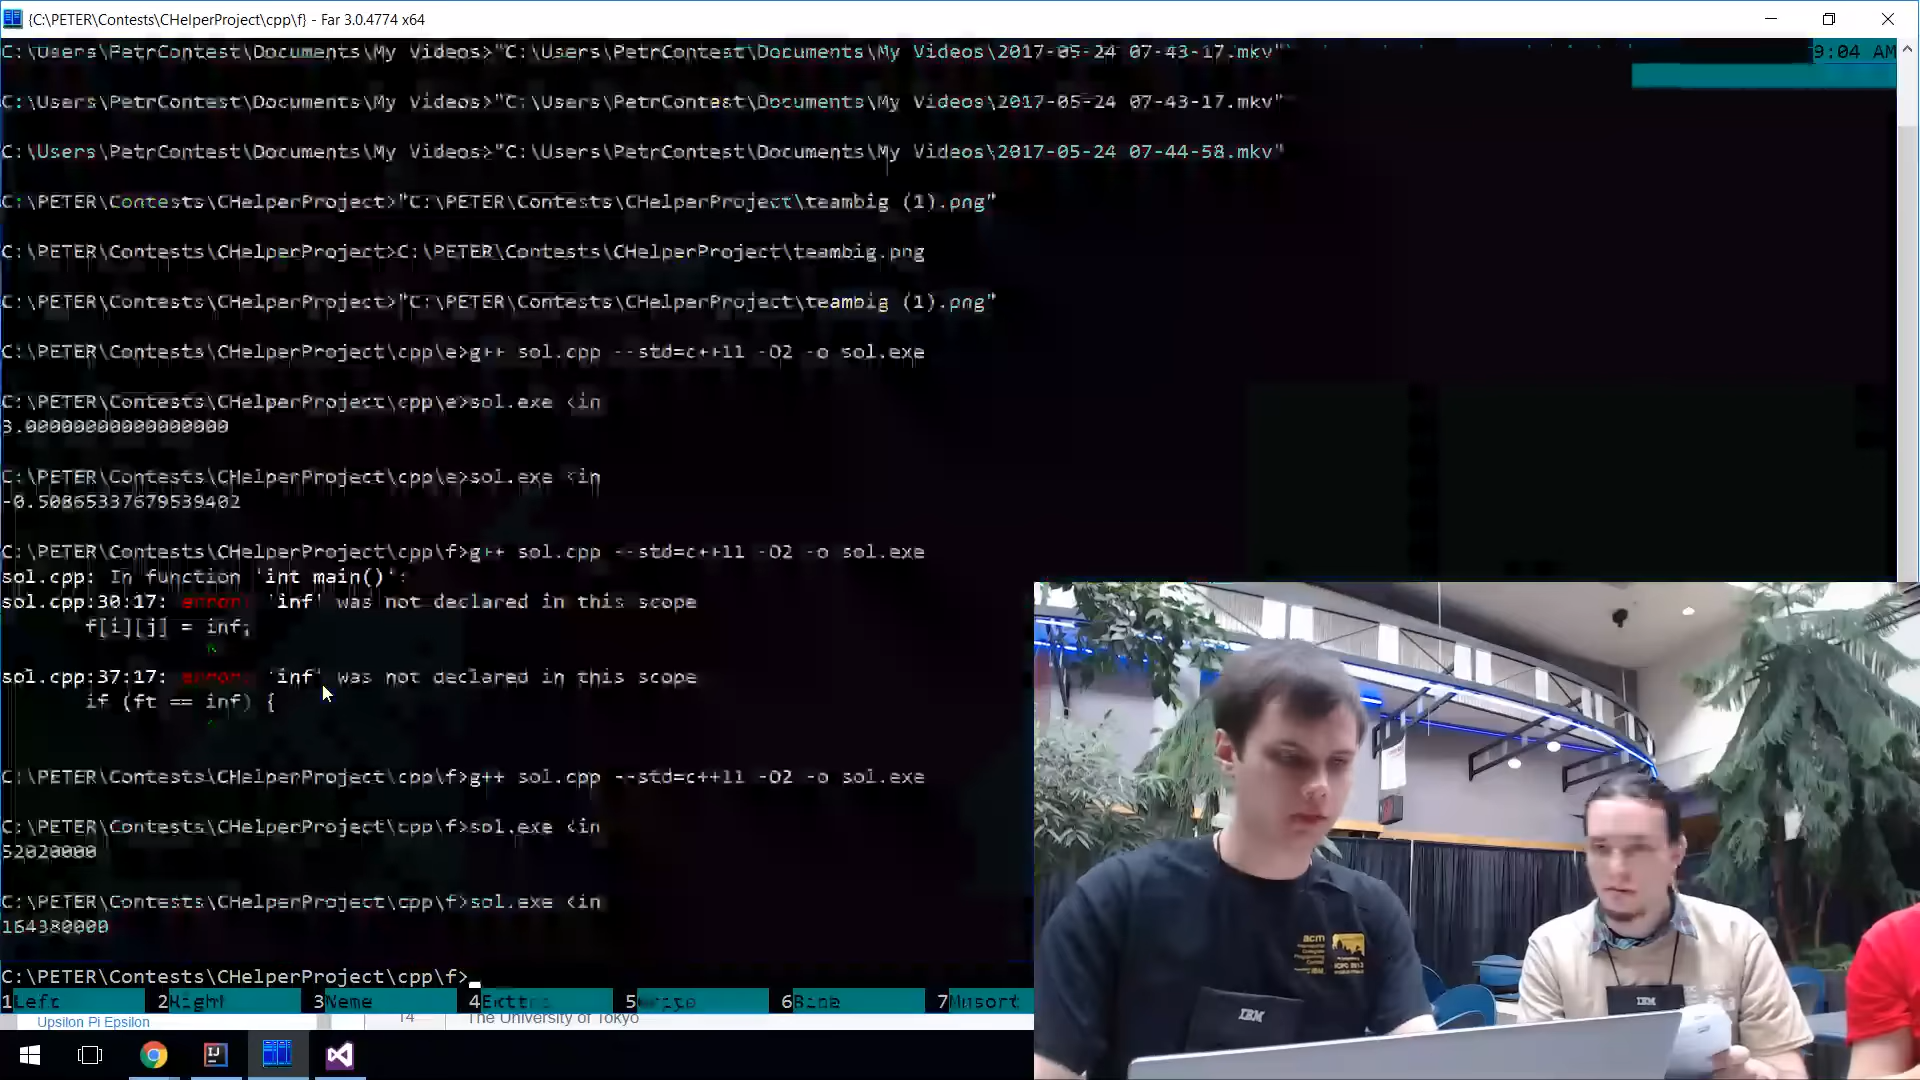 {C:\PETER\Contests\CHelperProject\cpp\f} - Far 3.0.4774 x64
C:\Users\PetrContest\Documents\My Videos>"C:\Users\PetrContest\Documents\My Videos\2017-05-24 07-43-17.mkv"
9:04 AM
C:\Users\PetrContest\Documents\My Videos>"C:\Users\PetrContest\Documents\My Videos\2017-05-24 07-43-17.mkv"
C:\Users\PetrContest\Documents\My Videos>"C:\Users\PetrContest\Documents\My Videos\2017-05-24 07-44-58.mkv"
C:\PETER\Contests\CHelperProject>"C:\PETER\Contests\CHelperProject\teambig (1).png"
C:\PETER\Contests\CHelperProject>C:\PETER\Contests\CHelperProject\teambig.png
C:\PETER\Contests\CHelperProject>"C:\PETER\Contests\CHelperProject\teambig (1).png"
C:\PETER\Contests\CHelperProject\cpp\e>g++ sol.cpp --std=c++11 -O2 -o sol.exe
C:\PETER\Contests\CHelperProject\cpp\e>sol.exe <in
3.00000000000000000
C:\PETER\Contests\CHelperProject\cpp\e>sol.exe <in
-0.50865337679539402
C:\PETER\Contests\CHelperProject\cpp\f>g++ sol.cpp --std=c++11 -O2 -o sol.exe
sol.cpp: In function 'int main()':
sol.cpp:30:17: error: 'inf' was not declared in this scope
f[i][j] = inf;
^
sol.cpp:37:17: error: 'inf' was not declared in this scope
if (ft == inf) {
^
C:\PETER\Contests\CHelperProject\cpp\f>g++ sol.cpp --std=c++11 -O2 -o sol.exe
C:\PETER\Contests\CHelperProject\cpp\f>sol.exe <in
52020000
C:\PETER\Contests\CHelperProject\cpp\f>sol.exe <in
164380000
C:\PETER\Contests\CHelperProject\cpp\f>
1Left 2Right 3Name 4Exttn 5Write 6Size 7Unsort
Upsilon Pi Epsilon
14 The University of Tokyo
acm
IBM
IBM